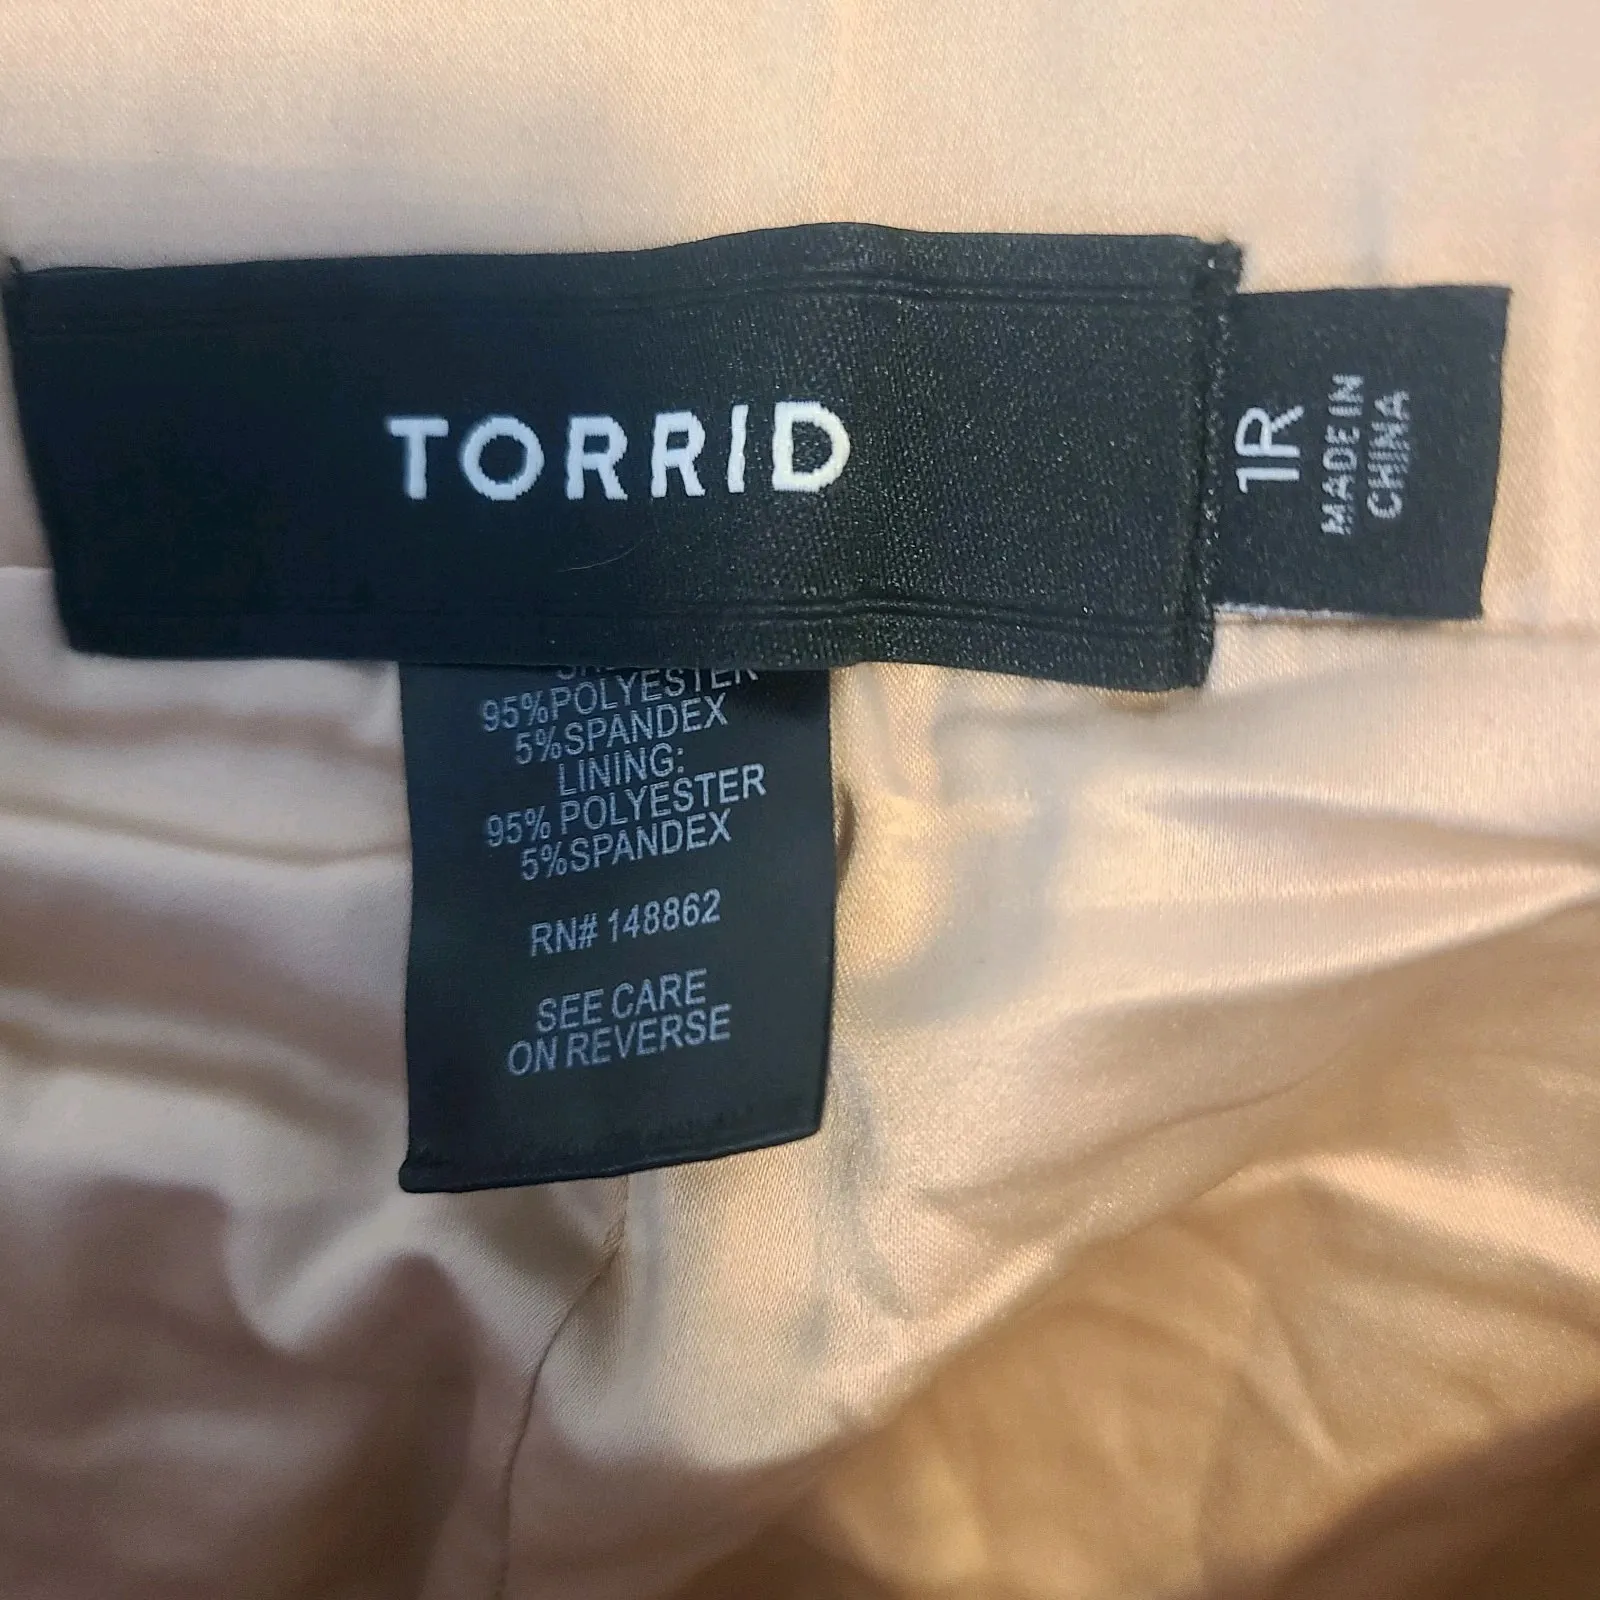 TORRID
1R
MADE IN
CHINA
95%POLYESTER
5%SPANDEX
LINING:
95% POLYESTER
5%SPANDEX
RN# 148862
SEE CARE
ON REVERSE